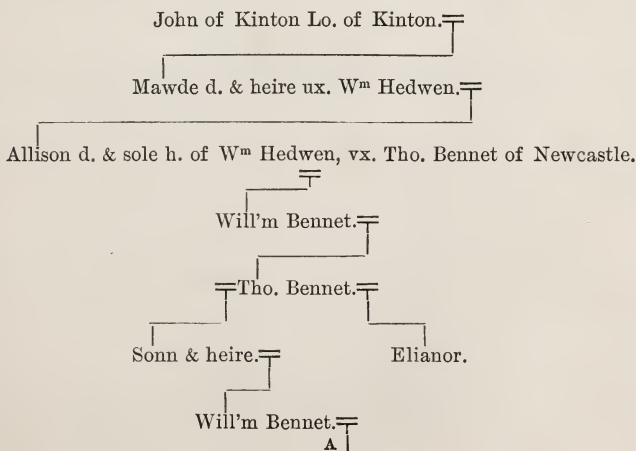 John of Kinton Lo. of Kinton.
Mawde d. & heire ux. Wᵐ Hedwen.
Allison d. & sole h. of Wᵐ Hedwen, vx. Tho. Bennet of Newcastle.
Will'm Bennet.
Tho. Bennet.
Sonn & heire. Elianor.
Will'm Bennet.
A